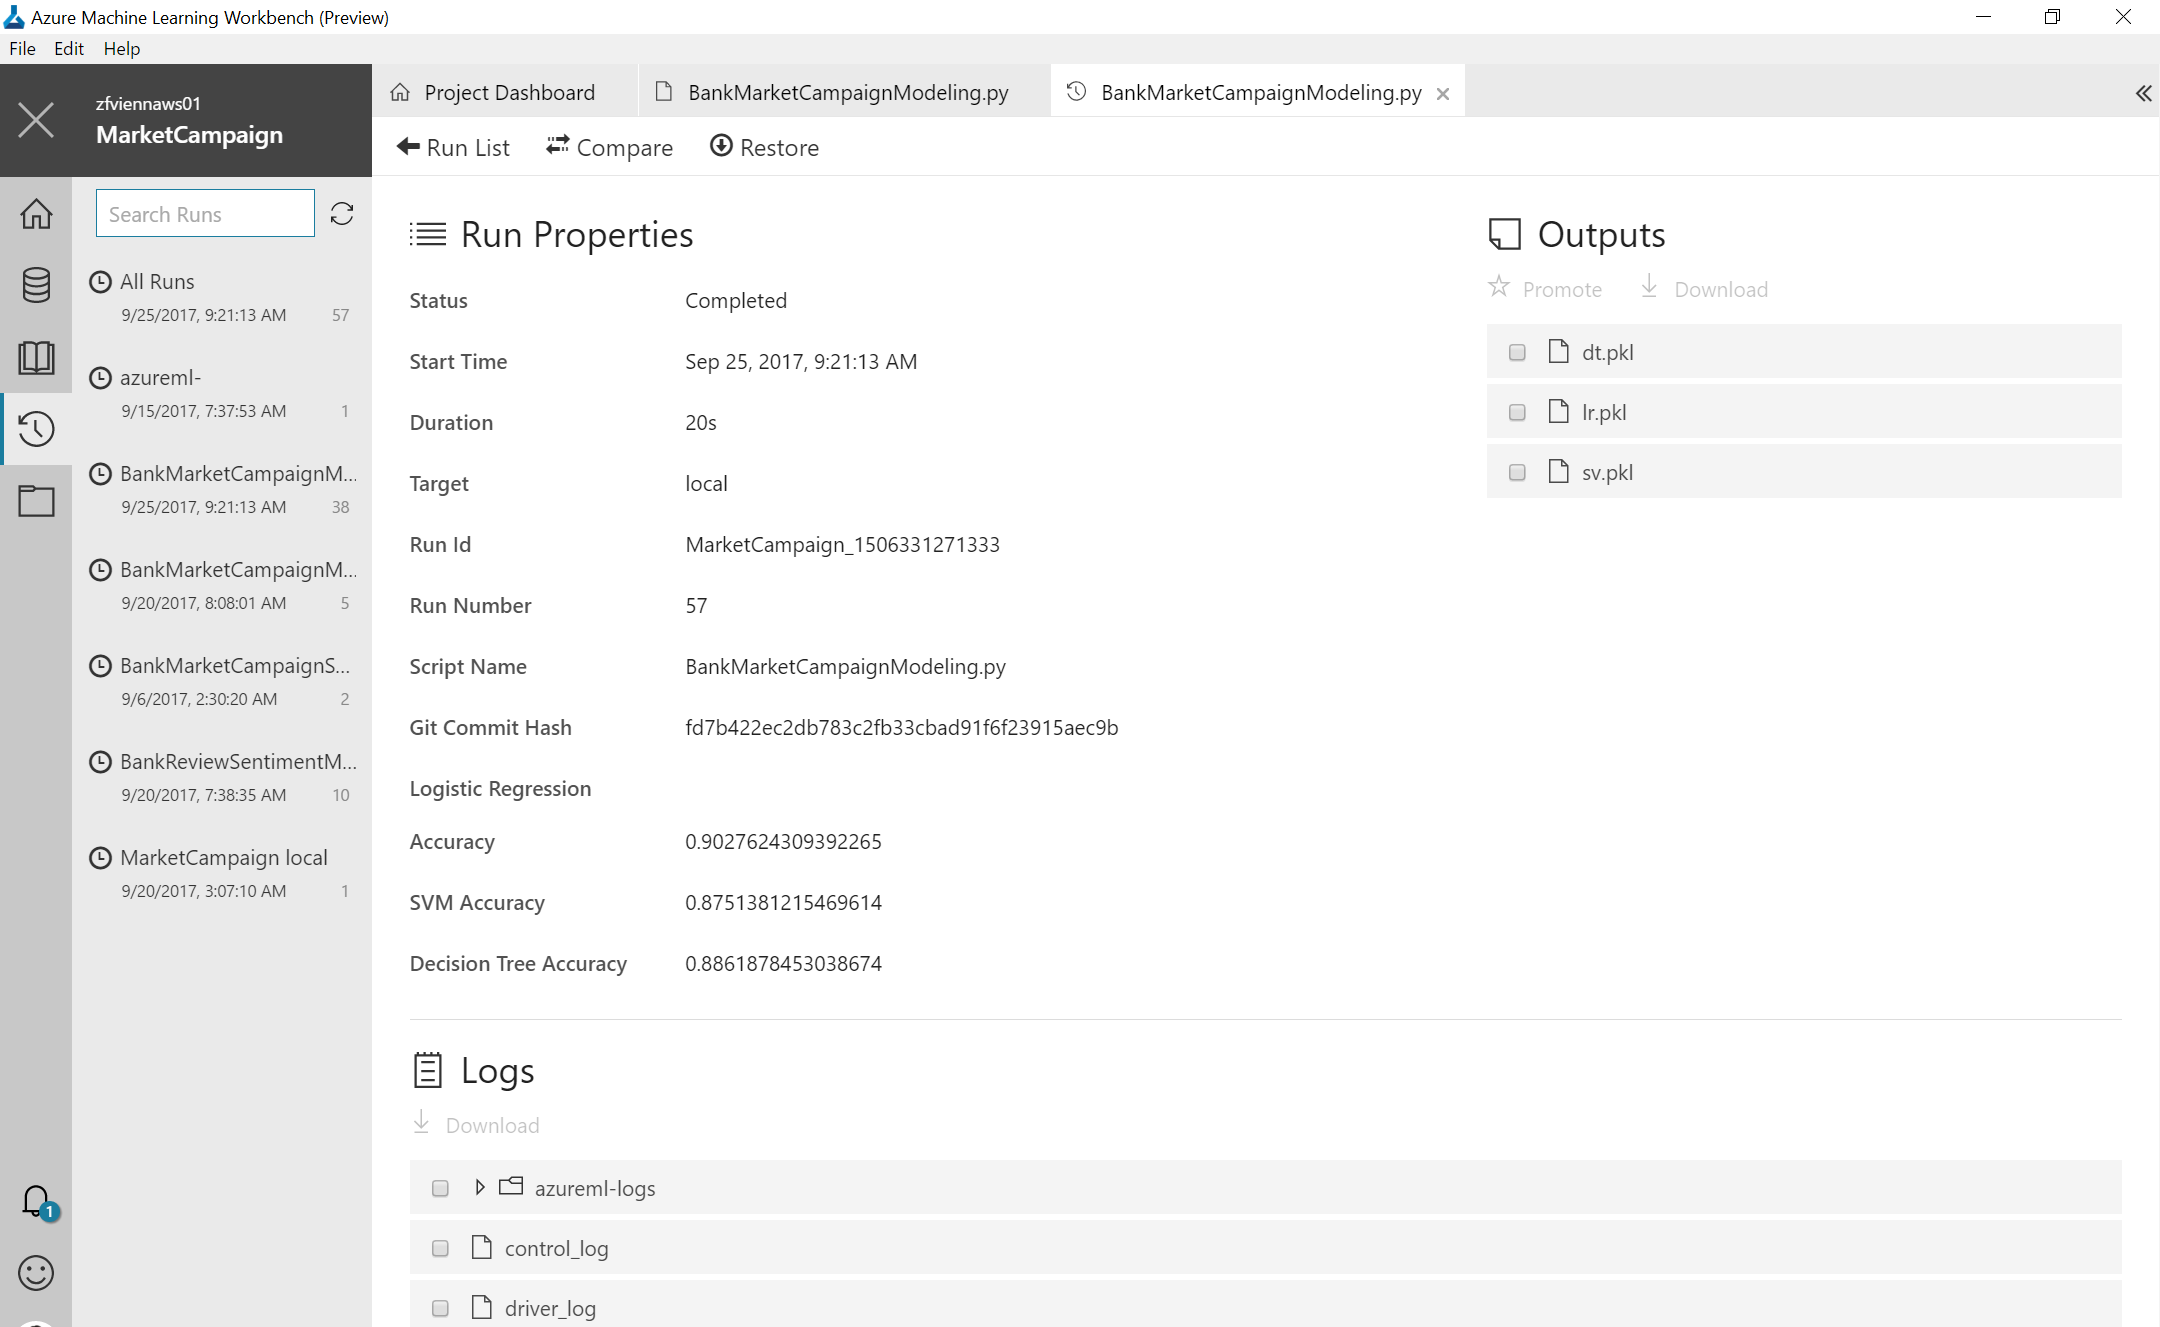 Azure Machine Learning Workbench (Preview)
File Edit Help
zfviennaws01
MarketCampaign
Project Dashboard
BankMarketCampaignModeling.py
BankMarketCampaignModeling.py
Run List
Compare
Restore
Search Runs
All Runs
9/25/2017, 9:21:13 AM 57
azureml-
9/15/2017, 7:37:53 AM 1
BankMarketCampaignM...
9/25/2017, 9:21:13 AM 38
BankMarketCampaignM...
9/20/2017, 8:08:01 AM 5
BankMarketCampaignS...
9/6/2017, 2:30:20 AM 2
BankReviewSentimentM...
9/20/2017, 7:38:35 AM 10
MarketCampaign local
9/20/2017, 3:07:10 AM 1
1
Run Properties
Status Completed
Start Time Sep 25, 2017, 9:21:13 AM
Duration 20s
Target local
Run Id MarketCampaign_1506331271333
Run Number 57
Script Name BankMarketCampaignModeling.py
Git Commit Hash fd7b422ec2db783c2fb33cbad91f6f23915aec9b
Logistic Regression
Accuracy 0.9027624309392265
SVM Accuracy 0.8751381215469614
Decision Tree Accuracy 0.8861878453038674
Outputs
Promote Download
dt.pkl
lr.pkl
sv.pkl
Logs
Download
azureml-logs
control_log
driver_log